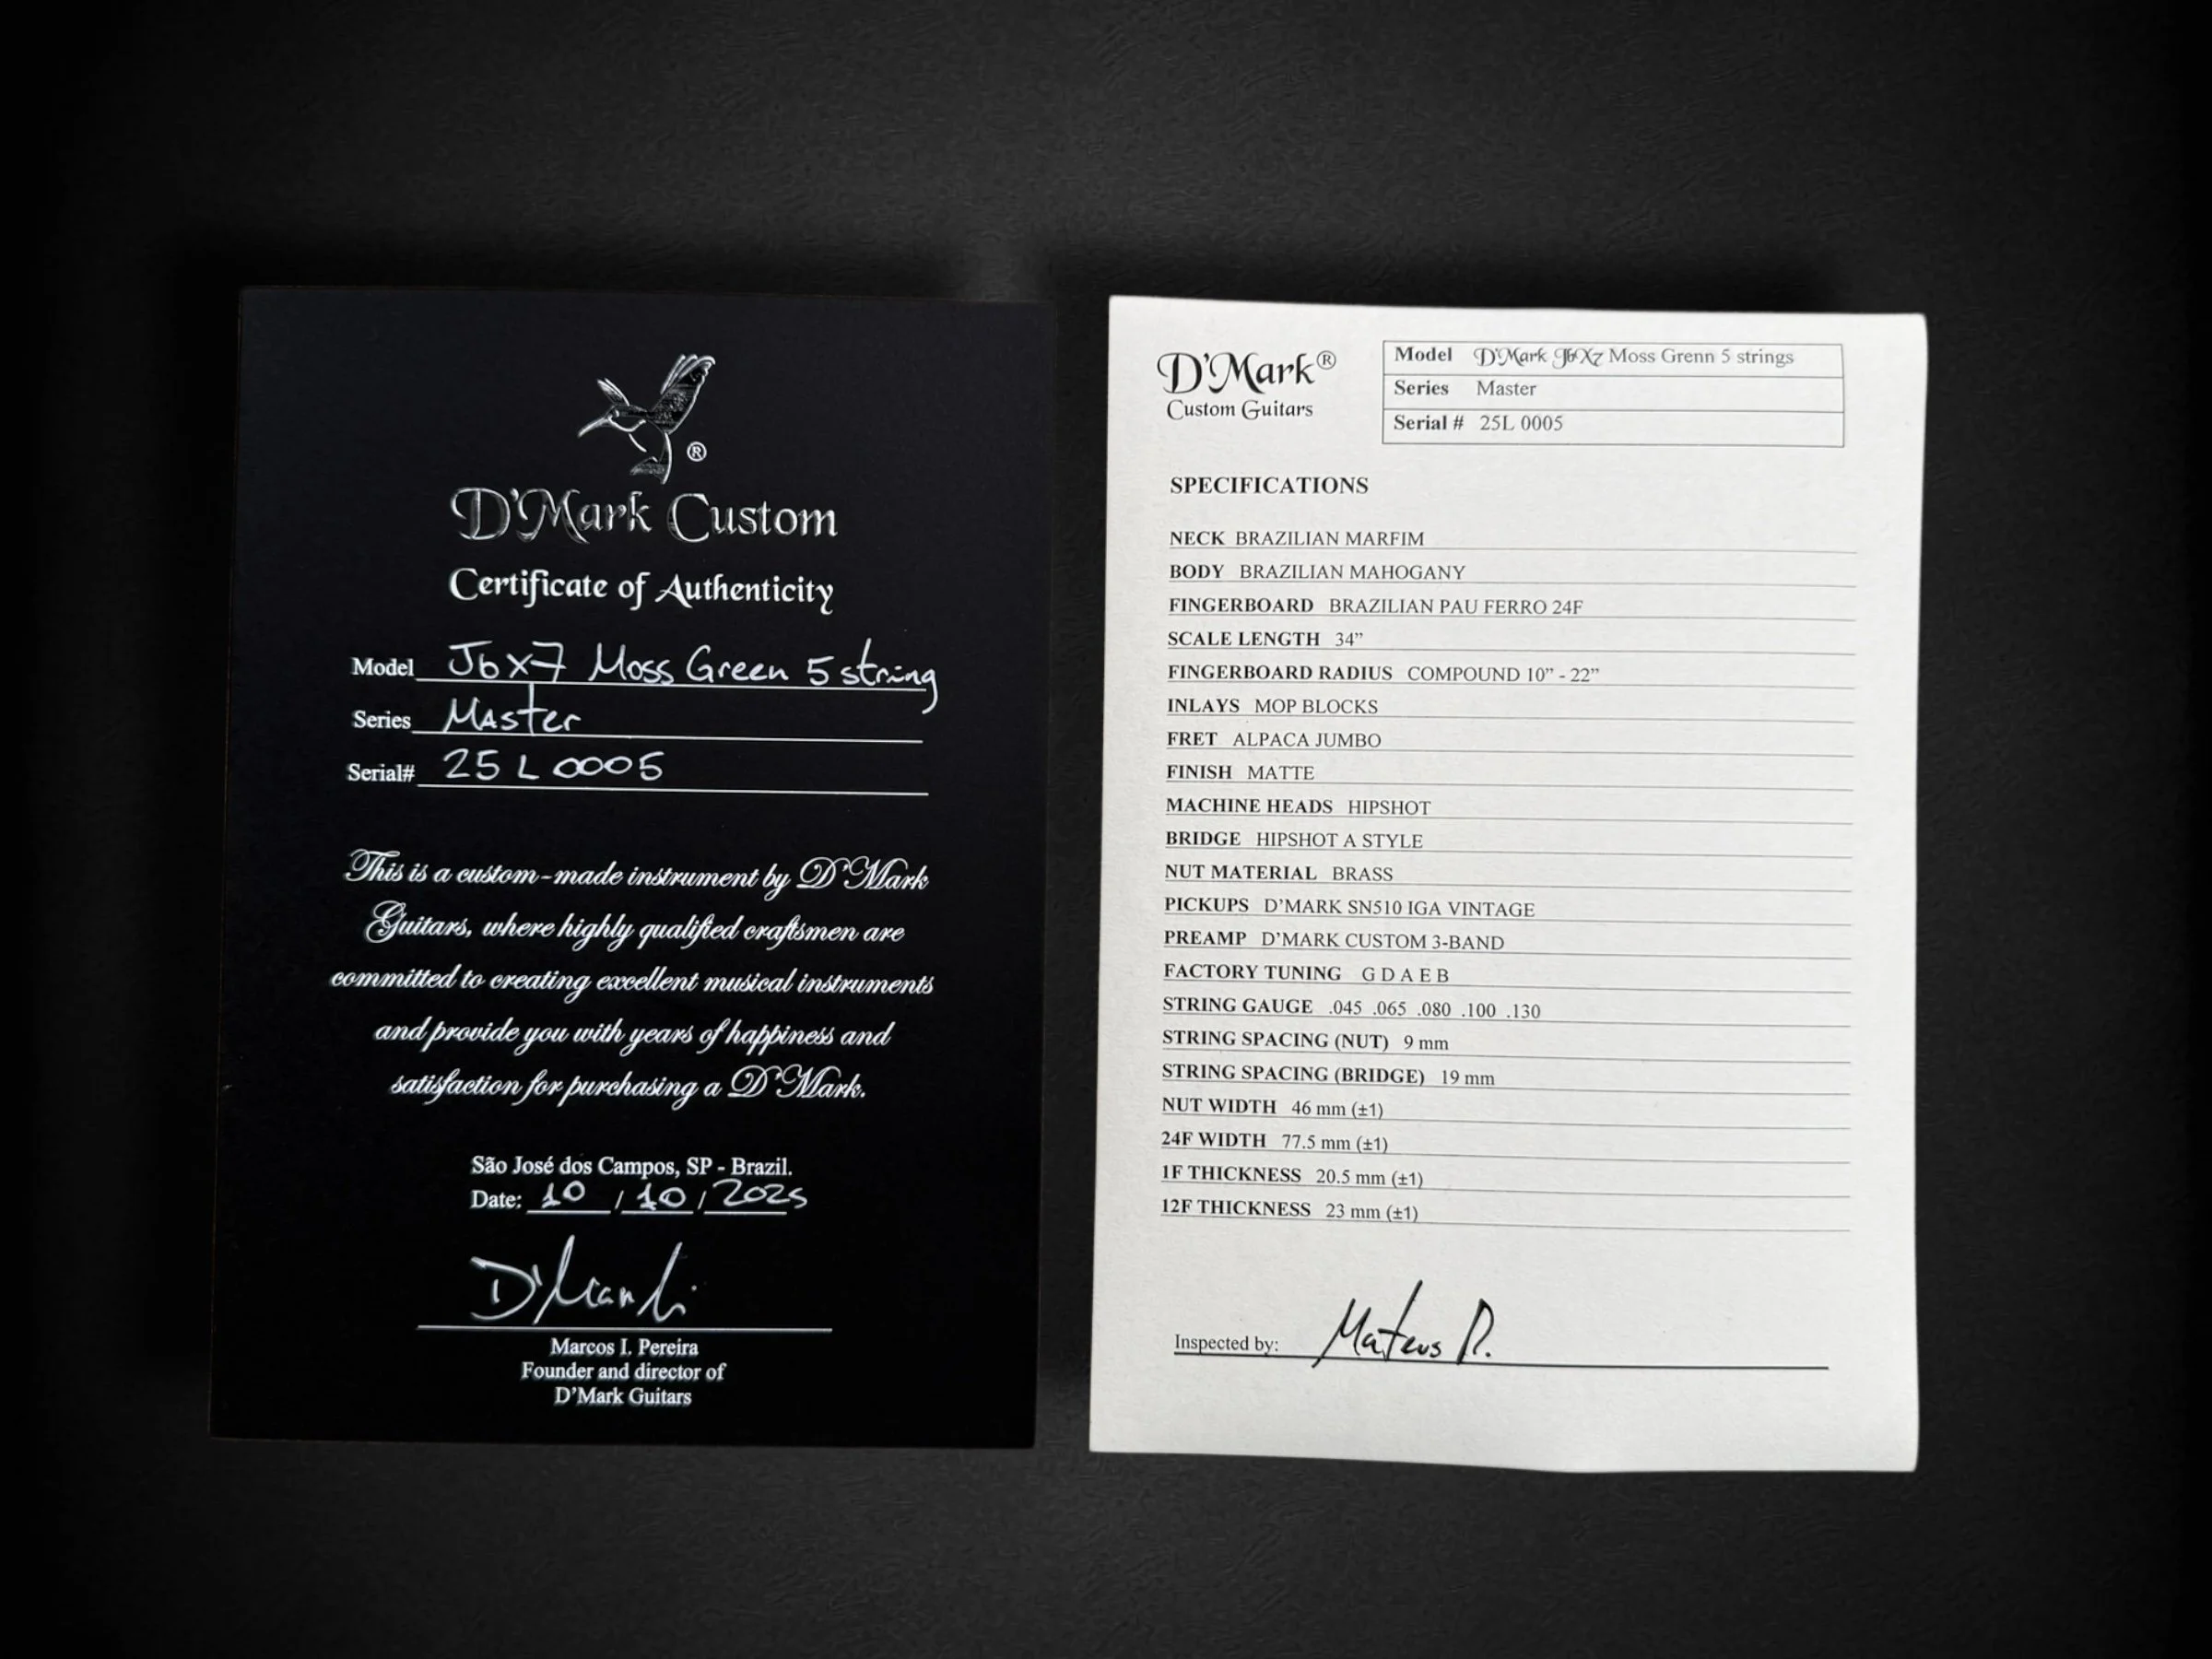 ®
D'Mark Custom
Certificate of Authenticity
Model Jbx7 Moss Green 5 string
Series Master
Serial# 25 L 0005
This is a custom-made instrument by D'Mark
Guitars, where highly qualified craftsmen are
committed to creating excellent musical instruments
and provide you with years of happiness and
satisfaction for purchasing a D'Mark.
São José dos Campos, SP - Brazil.
Date: 10 / 10 / 2025
Marcos I. Pereira
Founder and director of
D'Mark Guitars
D'Mark®
Custom Guitars
Model D'Mark JbX7 Moss Grenn 5 strings
Series Master
Serial # 25L 0005
SPECIFICATIONS
NECK BRAZILIAN MARFIM
BODY BRAZILIAN MAHOGANY
FINGERBOARD BRAZILIAN PAU FERRO 24F
SCALE LENGTH 34”
FINGERBOARD RADIUS COMPOUND 10” - 22”
INLAYS MOP BLOCKS
FRET ALPACA JUMBO
FINISH MATTE
MACHINE HEADS HIPSHOT
BRIDGE HIPSHOT A STYLE
NUT MATERIAL BRASS
PICKUPS D’MARK SN510 IGA VINTAGE
PREAMP D’MARK CUSTOM 3-BAND
FACTORY TUNING G D A E B
STRING GAUGE .045 .065 .080 .100 .130
STRING SPACING (NUT) 9 mm
STRING SPACING (BRIDGE) 19 mm
NUT WIDTH 46 mm (±1)
24F WIDTH 77.5 mm (±1)
1F THICKNESS 20.5 mm (±1)
12F THICKNESS 23 mm (±1)
Inspected by: Mateus R.